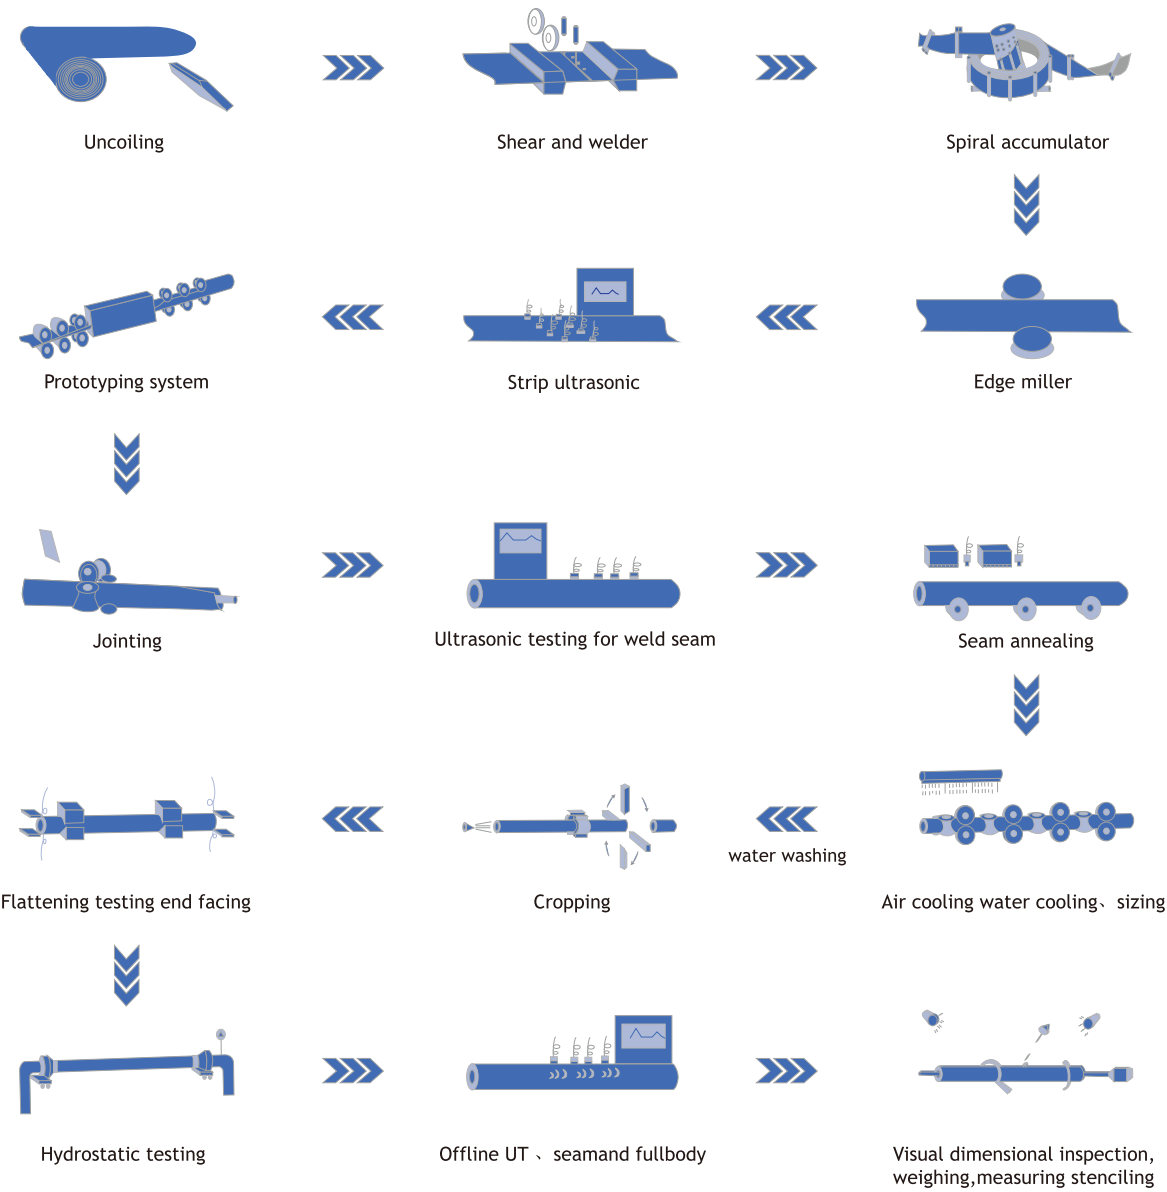 Uncoiling
Shear and welder
Spiral accumulator
Prototyping system
Strip ultrasonic
Edge miller
Jointing
Ultrasonic testing for weld seam
Seam annealing
water washing
Flattening testing end facing
Cropping
Air cooling water cooling、sizing
Hydrostatic testing
Offline UT 、seamand fullbody
Visual dimensional inspection,
weighing,measuring stenciling